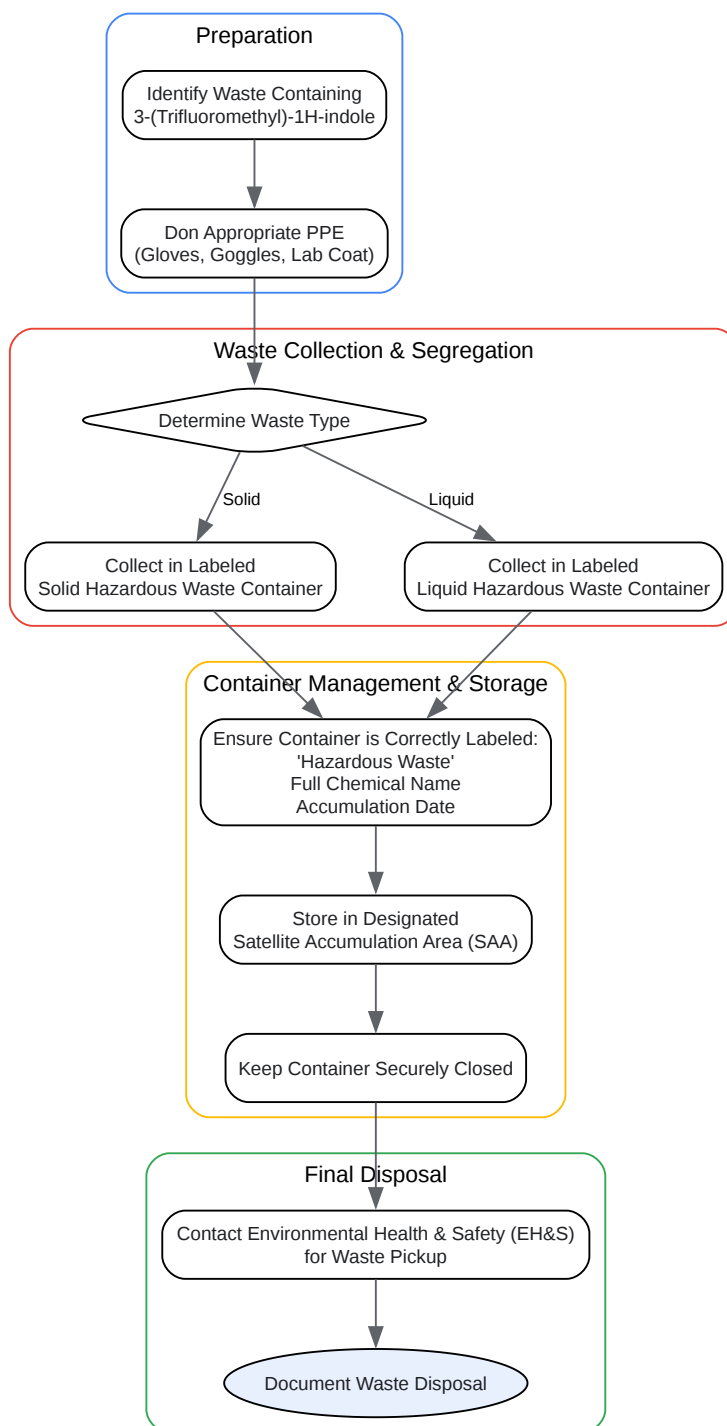 Preparation
Identify Waste Containing
3-(Trifluoromethyl)-1H-indole
Don Appropriate PPE
(Gloves, Goggles, Lab Coat)
Waste Collection & Segregation
Determine Waste Type
Solid
Liquid
Collect in Labeled
Solid Hazardous Waste Container
Collect in Labeled
Liquid Hazardous Waste Container
Container Management & Storage
Ensure Container is Correctly Labeled:
'Hazardous Waste'
Full Chemical Name
Accumulation Date
Store in Designated
Satellite Accumulation Area (SAA)
Keep Container Securely Closed
Final Disposal
Contact Environmental Health & Safety (EH&S)
for Waste Pickup
Document Waste Disposal